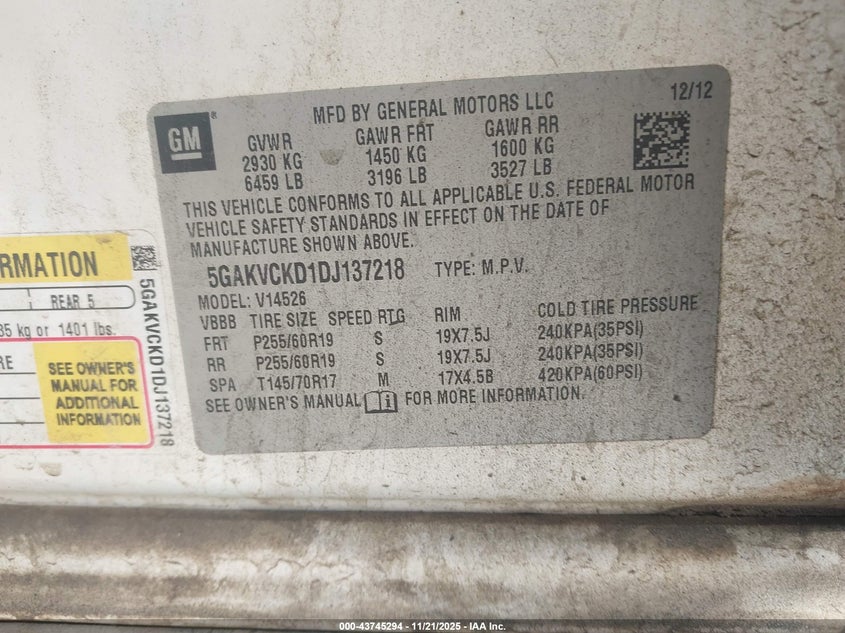 12/12
MFD BY GENERAL MOTORS LLC
GM
GVWR GAWR FRT GAWR RR
2930 KG 1450 KG 1600 KG
6459 LB 3196 LB 3527 LB
THIS VEHICLE CONFORMS TO ALL APPLICABLE U.S. FEDERAL MOTOR
VEHICLE SAFETY STANDARDS IN EFFECT ON THE DATE OF
MANUFACTURE SHOWN ABOVE.
5GAKVCKD1DJ137218 TYPE: M.P.V.
MODEL: V14526
VBBB TIRE SIZE SPEED RTG RIM COLD TIRE PRESSURE
FRT P255/60R19 S 19X7.5J 240KPA(35PSI)
RR P255/60R19 S 19X7.5J 240KPA(35PSI)
SPA T145/70R17 M 17X4.5B 420KPA(60PSI)
SEE OWNER'S MANUAL FOR MORE INFORMATION.
RMATION
REAR 5
35 kg or 1401 lbs.
RE
SEE OWNER'S
MANUAL FOR
ADDITIONAL
INFORMATION
5GAKVCKD1DJ137218
000-43745294 - 11/21/2025 - IAA Inc.